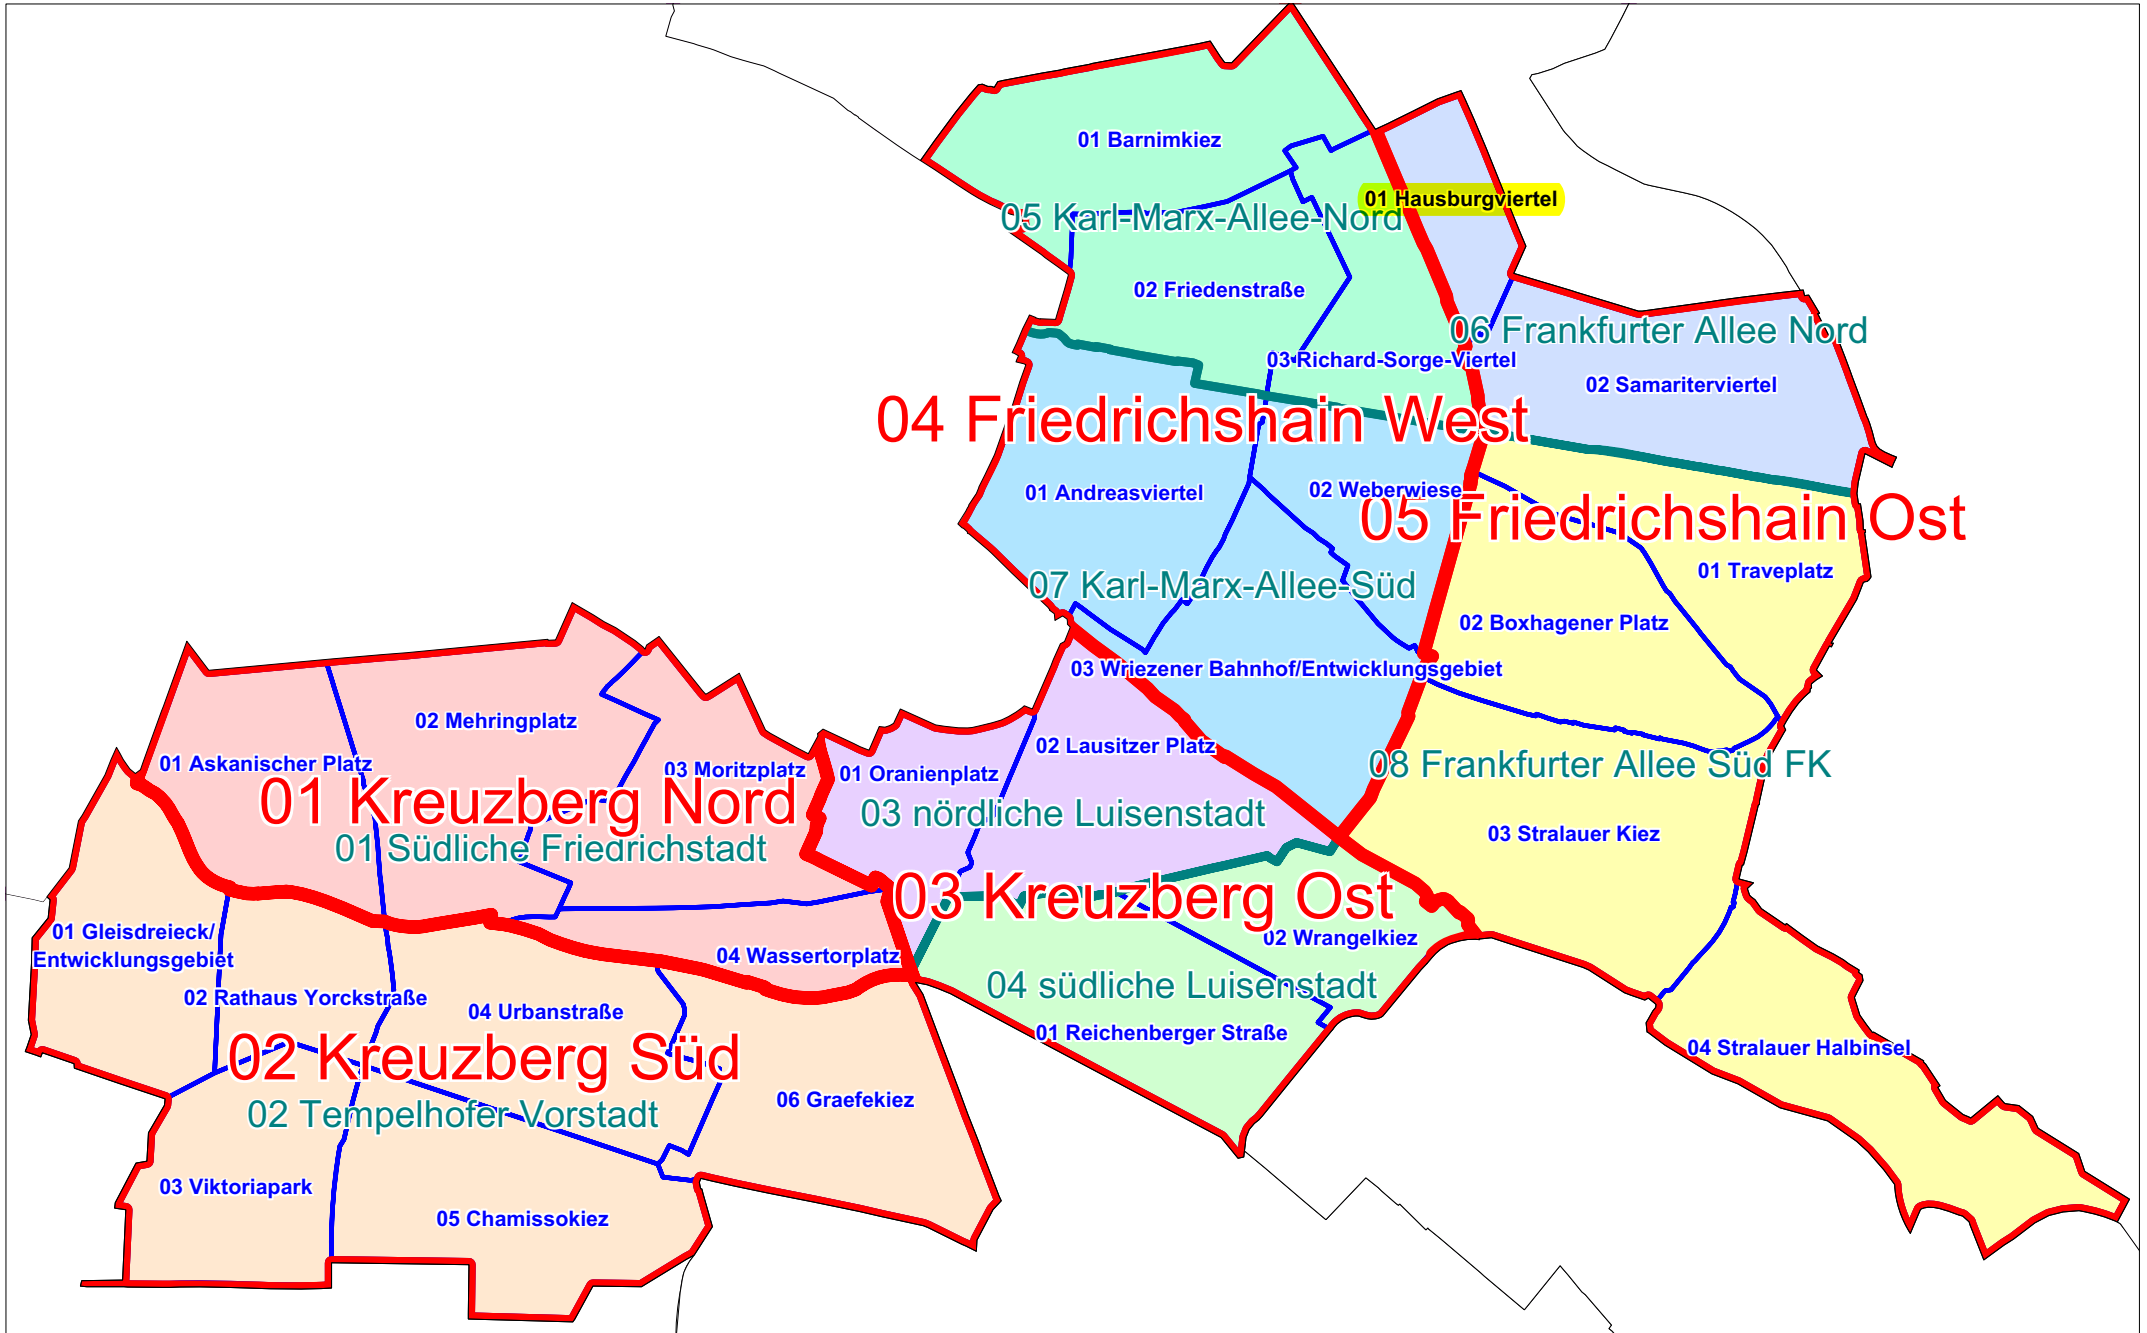 01 Barnimkiez
01 Hausburgviertel
05 Karl-Marx-Allee-Nord
02 Friedenstraße
06 Frankfurter Allee Nord
03 Richard-Sorge-Viertel
02 Samariterviertel
04 Friedrichshain West
01 Andreasviertel
02 Weberwiese
05 Friedrichshain Ost
01 Traveplatz
07 Karl-Marx-Allee-Süd
02 Boxhagener Platz
03 Wriezener Bahnhof/Entwicklungsgebiet
02 Mehringplatz
02 Lausitzer Platz
01 Askanischer Platz
03 Moritzplatz
01 Oranienplatz
08 Frankfurter Allee Süd FK
01 Kreuzberg Nord
03 nördliche Luisenstadt
03 Stralauer Kiez
01 Südliche Friedrichstadt
03 Kreuzberg Ost
01 Gleisdreieck/
Entwicklungsgebiet
02 Wrangelkiez
04 Wassertorplatz
04 südliche Luisenstadt
02 Rathaus Yorckstraße
04 Urbanstraße
01 Reichenberger Straße
04 Stralauer Halbinsel
02 Kreuzberg Süd
06 Graefekiez
02 Tempelhofer Vorstadt
03 Viktoriapark
05 Chamissokiez